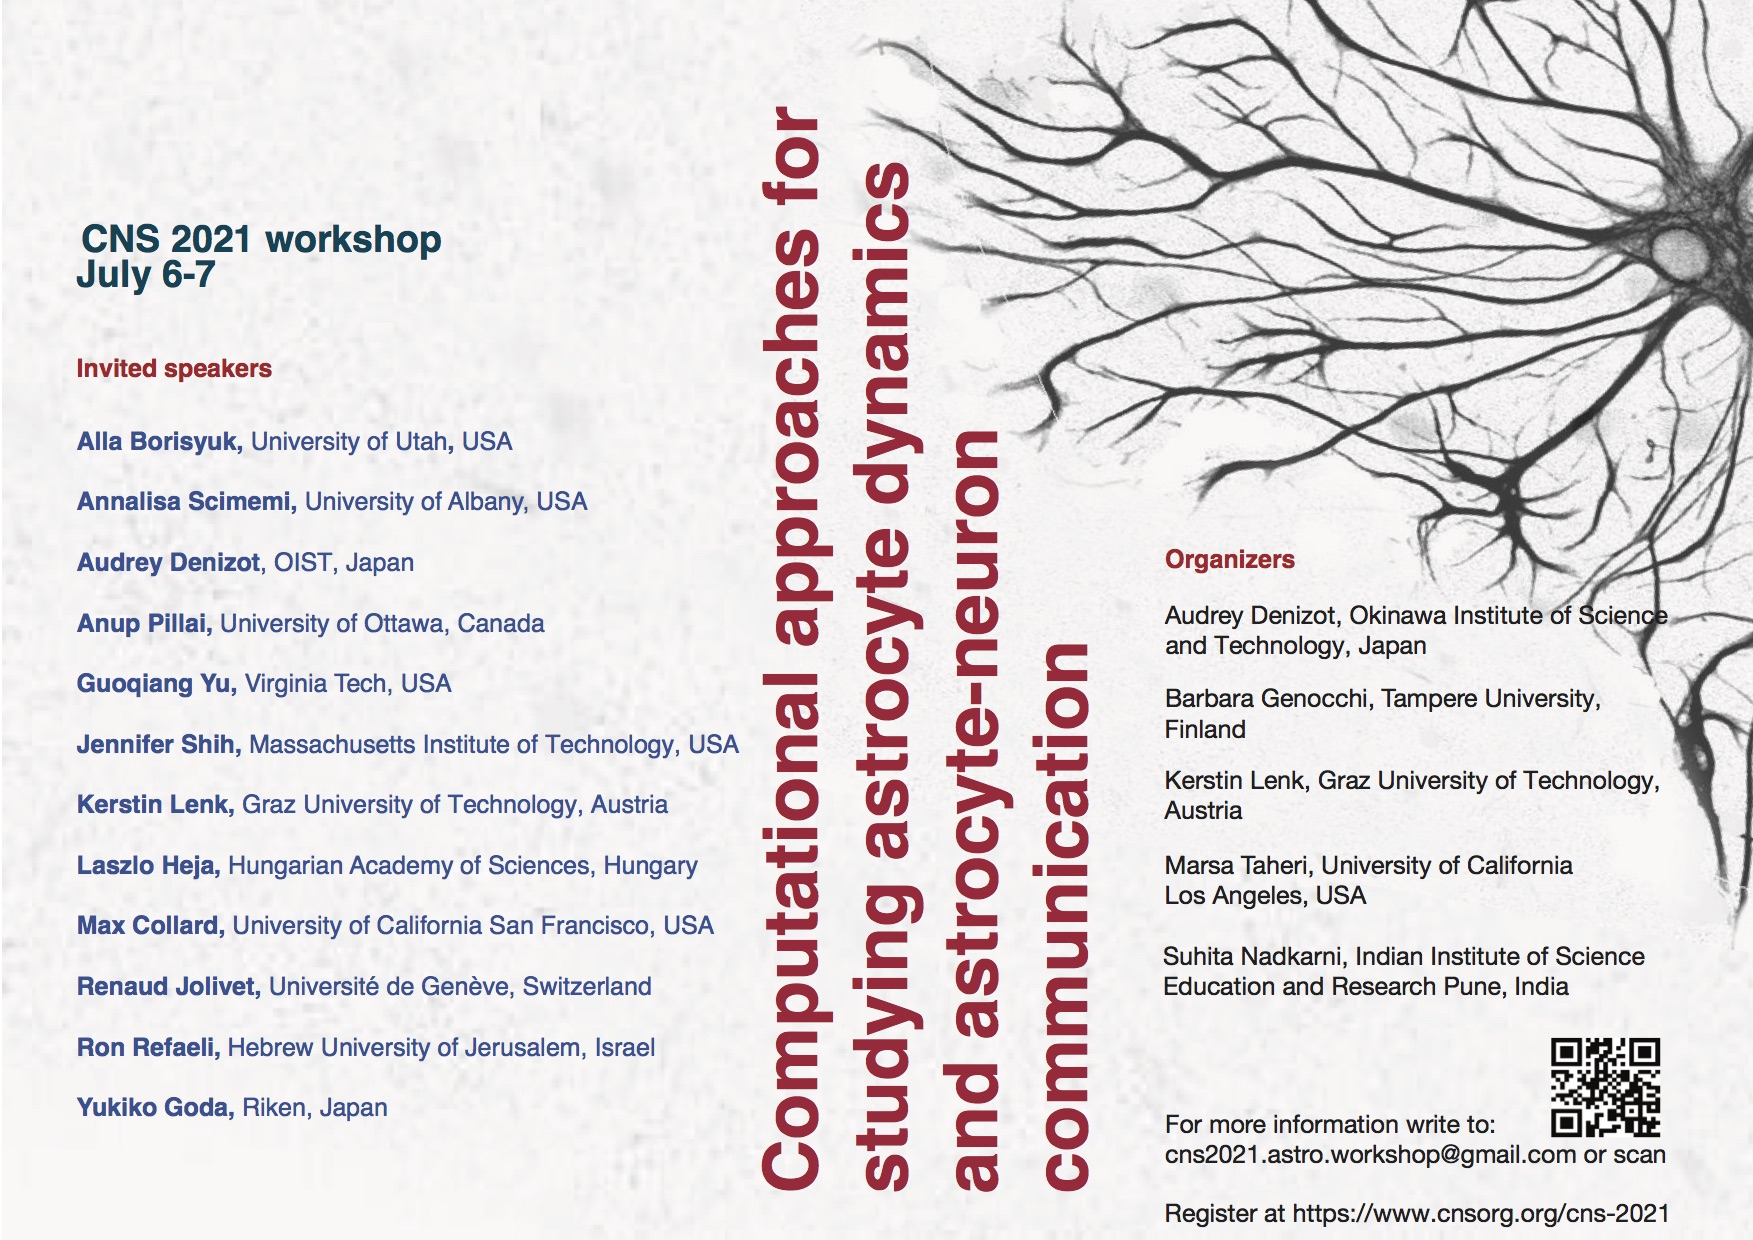 CNS 2021 workshop
July 6-7
Invited speakers
Alla Borisyuk, University of Utah, USA
Annalisa Scimemi, University of Albany, USA
Audrey Denizot, OIST, Japan
Anup Pillai, University of Ottawa, Canada
Guoqiang Yu, Virginia Tech, USA
Jennifer Shih, Massachusetts Institute of Technology, USA
Kerstin Lenk, Graz University of Technology, Austria
Laszlo Heja, Hungarian Academy of Sciences, Hungary
Max Collard, University of California San Francisco, USA
Renaud Jolivet, Université de Genève, Switzerland
Ron Refaeli, Hebrew University of Jerusalem, Israel
Yukiko Goda, Riken, Japan
Computational approaches for
studying astrocyte dynamics
and astrocyte-neuron
communication
Organizers
Audrey Denizot, Okinawa Institute of Science
and Technology, Japan
Barbara Genocchi, Tampere University,
Finland
Kerstin Lenk, Graz University of Technology,
Austria
Marsa Taheri, University of California
Los Angeles, USA
Suhita Nadkarni, Indian Institute of Science
Education and Research Pune, India
For more information write to:
cns2021.astro.workshop@gmail.com or scan
Register at https://www.cnsorg.org/cns-2021